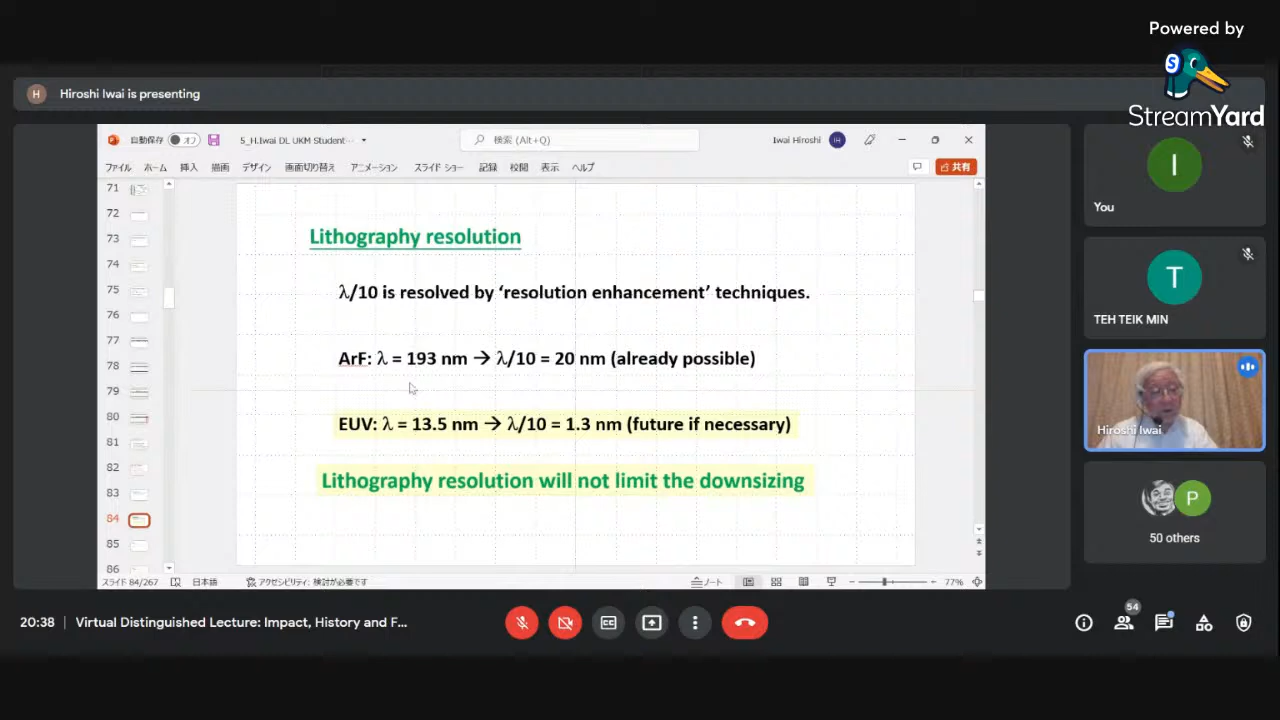 Powered by
StreamYard
H Hiroshi Iwai is presenting
自動保存 オフ 5_H.Iwai DL UKM Student… 検索 (Alt+Q) Iwai Hiroshi IH
ファイル ホーム 挿入 描画 デザイン 画面切り替え アニメーション スライド ショー 記録 校閲 表示 ヘルプ 共有
71
72
73
74
75
76
77
78
79
80
81
82
83
84
85
86
Lithography resolution
λ/10 is resolved by ‘resolution enhancement’ techniques.
ArF: λ = 193 nm → λ/10 = 20 nm (already possible)
EUV: λ = 13.5 nm → λ/10 = 1.3 nm (future if necessary)
Lithography resolution will not limit the downsizing
スライド 84/267 日本語 アクセシビリティ: 検討が必要です ノート 77%
I
You
T
TEH TEIK MIN
Hiroshi Iwai
P
50 others
20:38 | Virtual Distinguished Lecture: Impact, History and F...
54